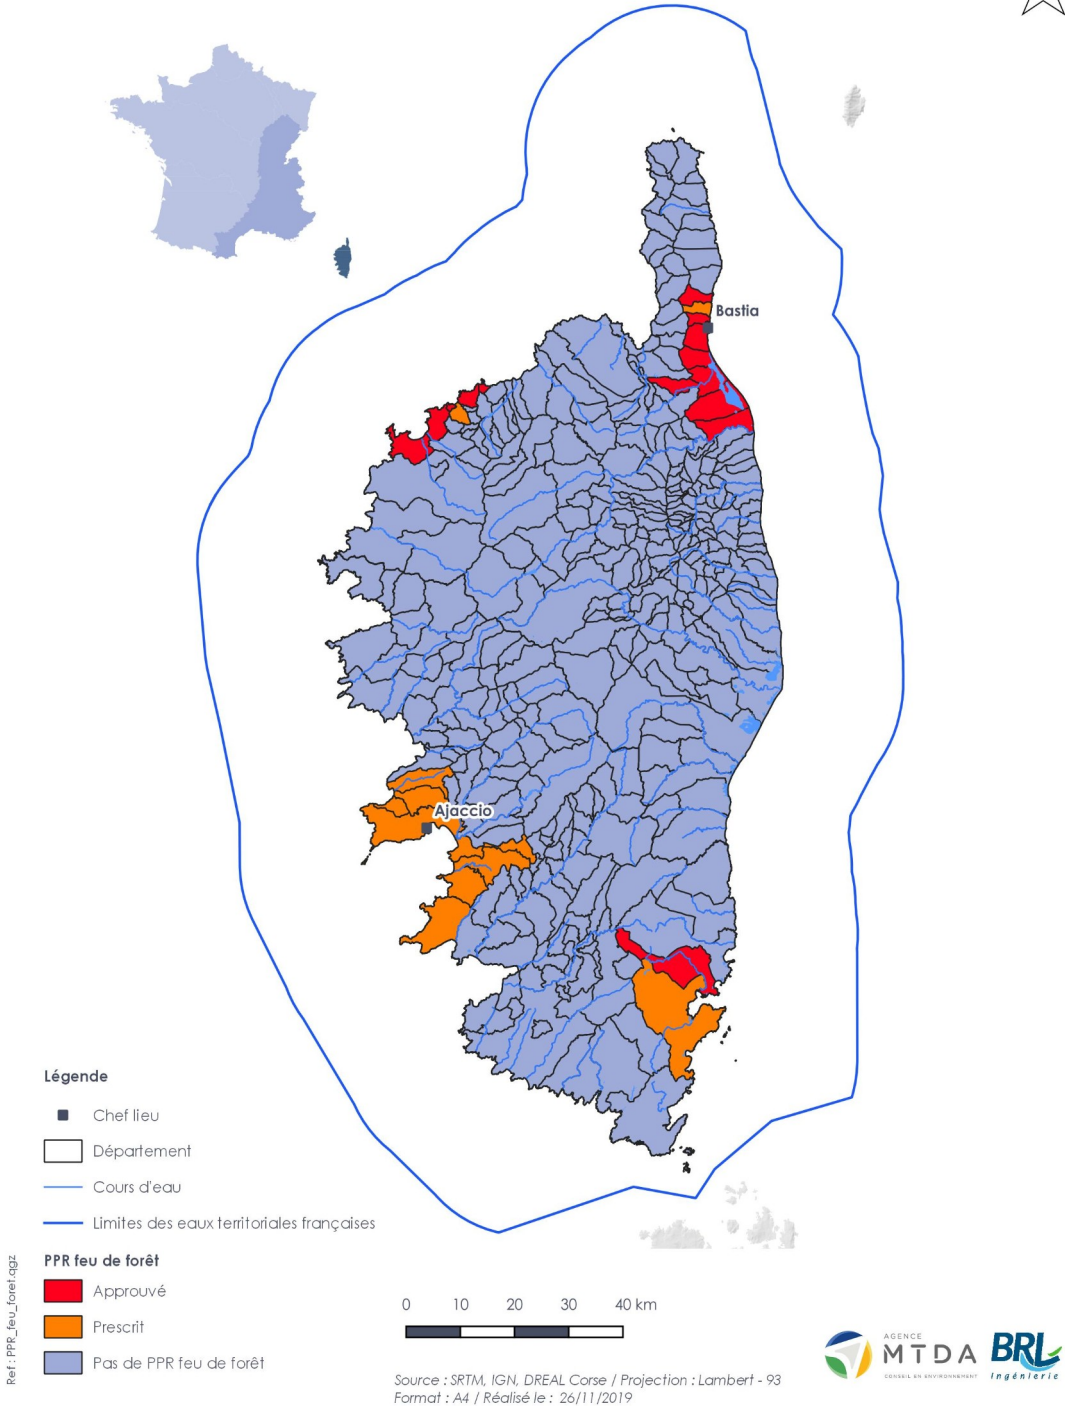 Bastia
Ajaccio
Légende
Chef lieu
Département
Cours d'eau
Limites des eaux territoriales françaises
PPR feu de forêt
Approuvé
Prescrit
Pas de PPR feu de forêt
Ref : PPR_feu_foret.qgz
0 10 20 30 40 km
Source : SRTM, IGN, DREAL Corse / Projection : Lambert - 93
Format : A4 / Réalisé le : 26/11/2019
AGENCE
MTDA
CONSEIL EN ENVIRONNEMENT
BRL
Ingénierie